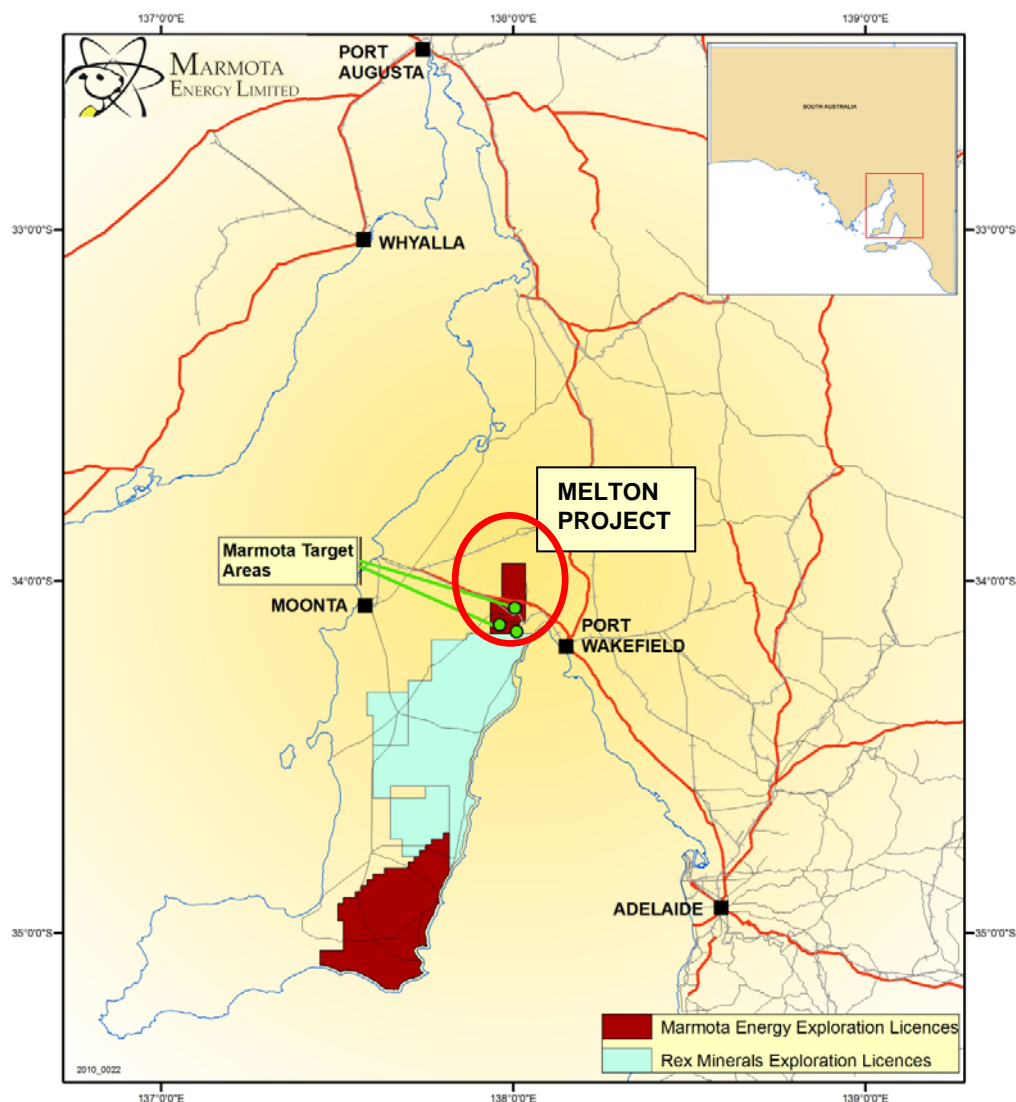 137°0'0"E
138°0'0"E
139°0'0"E
MARMOTA
ENERGY LIMITED
PORT
AUGUSTA
SOUTH AUSTRALIA
33°0'0"S
33°0'0"S
WHYALLA
MELTON
PROJECT
Marmota Target
Areas
34°0'0"S
34°0'0"S
MOONTA
PORT
WAKEFIELD
ADELAIDE
35°0'0"S
35°0'0"S
Marmota Energy Exploration Licences
Rex Minerals Exploration Licences
2010_0022
137°0'0"E
138°0'0"E
139°0'0"E